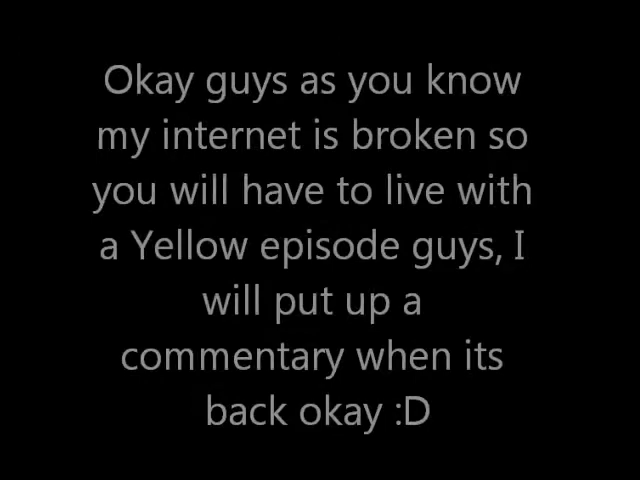 Okay guys as you know
my internet is broken so
you will have to live with
a Yellow episode guys, I
will put up a
commentary when its
back okay :D